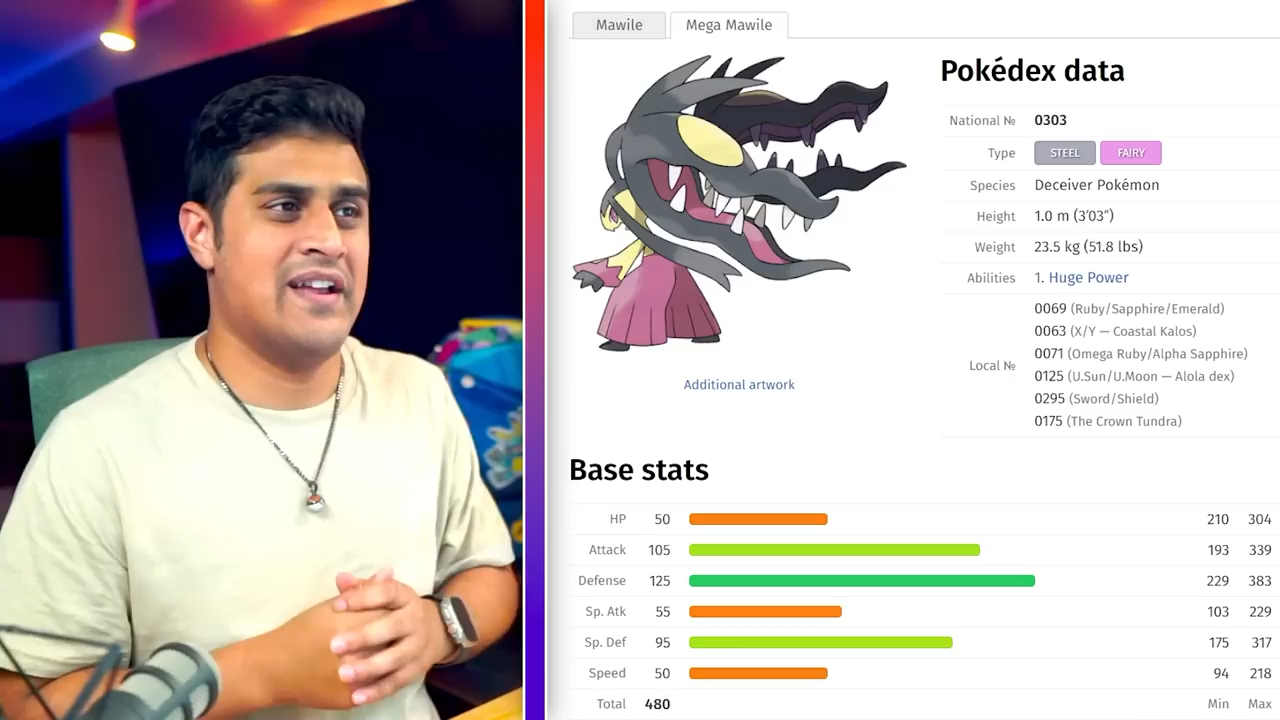 Mawile
Mega Mawile
Pokédex data
National № 0303
Type STEEL FAIRY
Species Deceiver Pokémon
Height 1.0 m (3′03″)
Weight 23.5 kg (51.8 lbs)
Abilities 1. Huge Power
Local № 0069 (Ruby/Sapphire/Emerald)
0063 (X/Y — Coastal Kalos)
0071 (Omega Ruby/Alpha Sapphire)
0125 (U.Sun/U.Moon — Alola dex)
0295 (Sword/Shield)
0175 (The Crown Tundra)
Additional artwork
Base stats
HP 50 210 304
Attack 105 193 339
Defense 125 229 383
Sp. Atk 55 103 229
Sp. Def 95 175 317
Speed 50 94 218
Total 480 Min Max